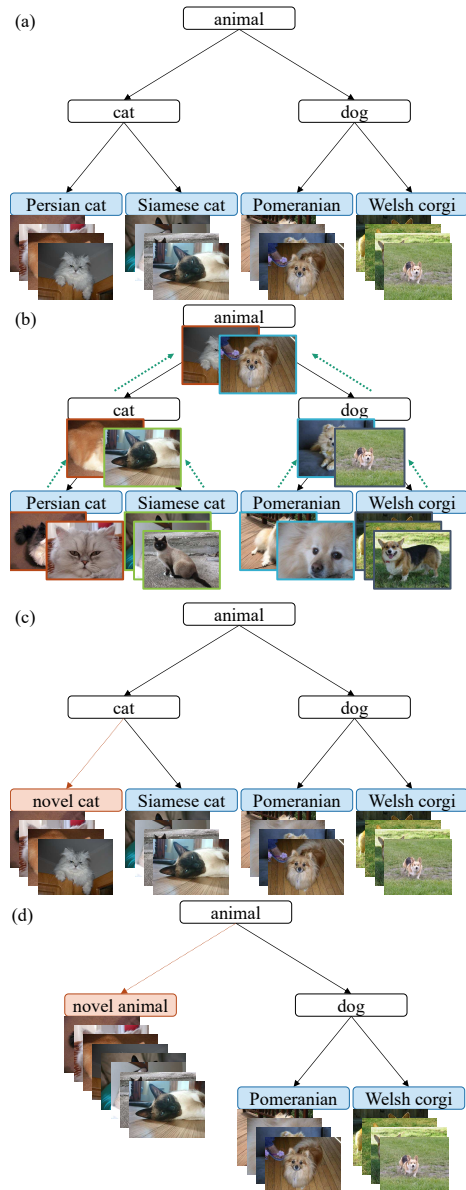 (a)
animal
cat dog
Persian cat Siamese cat Pomeranian Welsh corgi
(b)
animal
cat dog
Persian cat Siamese cat Pomeranian Welsh corgi
(c)
animal
cat dog
novel cat Siamese cat Pomeranian Welsh corgi
(d)
animal
novel animal dog
Pomeranian Welsh corgi